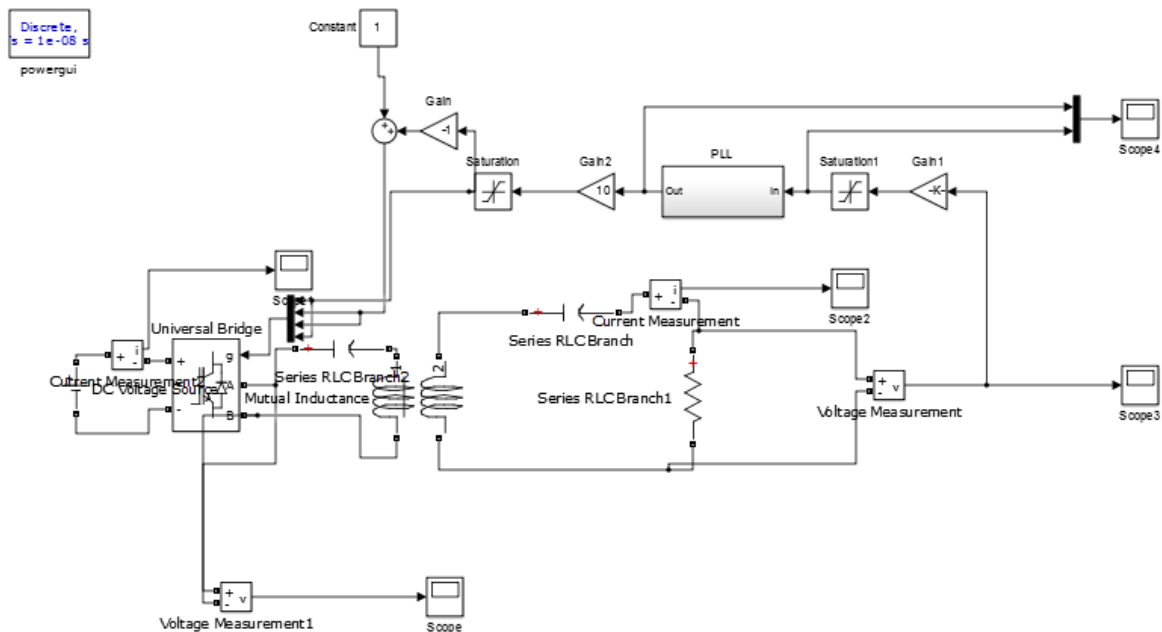 Discrete,
s = 1e-08 s
powergui
Constant
1
Gain
-1
Saturation
Gain2
10
PLL
Out
In
Saturation1
Gain1
-K-
Scope4
+
+
i
+
-
Universal Bridge
g
+
A
-
B
Current Measurement2
DC Voltage Source
Series RLC Branch2
Mutual Inductance
1
2
Series RLC Branch
i
+
-
Current Measurement
Scope2
Series RLC Branch1
+
-
v
Voltage Measurement
Scope3
+
-
v
Voltage Measurement1
Scope